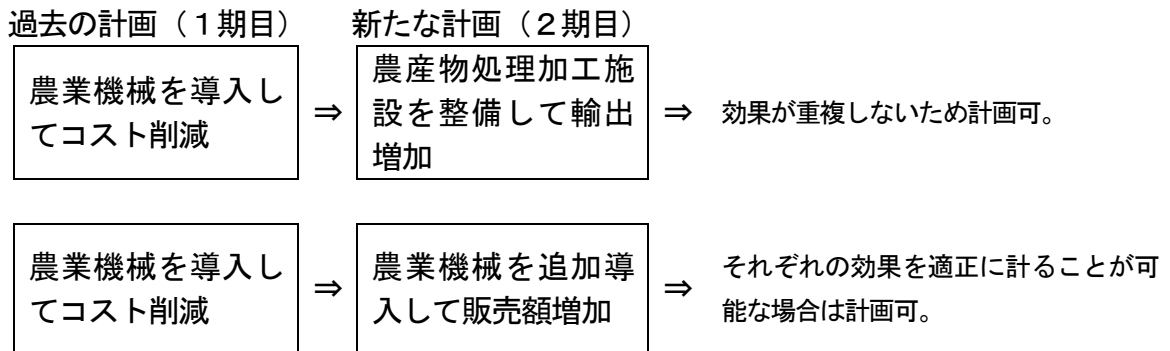 過去の計画（１期目）　新たな計画（２期目）
農業機械を導入し
てコスト削減
⇒
農産物処理加工施
設を整備して輸出
増加
⇒
効果が重複しないため計画可。
農業機械を導入し
てコスト削減
⇒
農業機械を追加導
入して販売額増加
⇒
それぞれの効果を適正に計ることが可
能な場合は計画可。